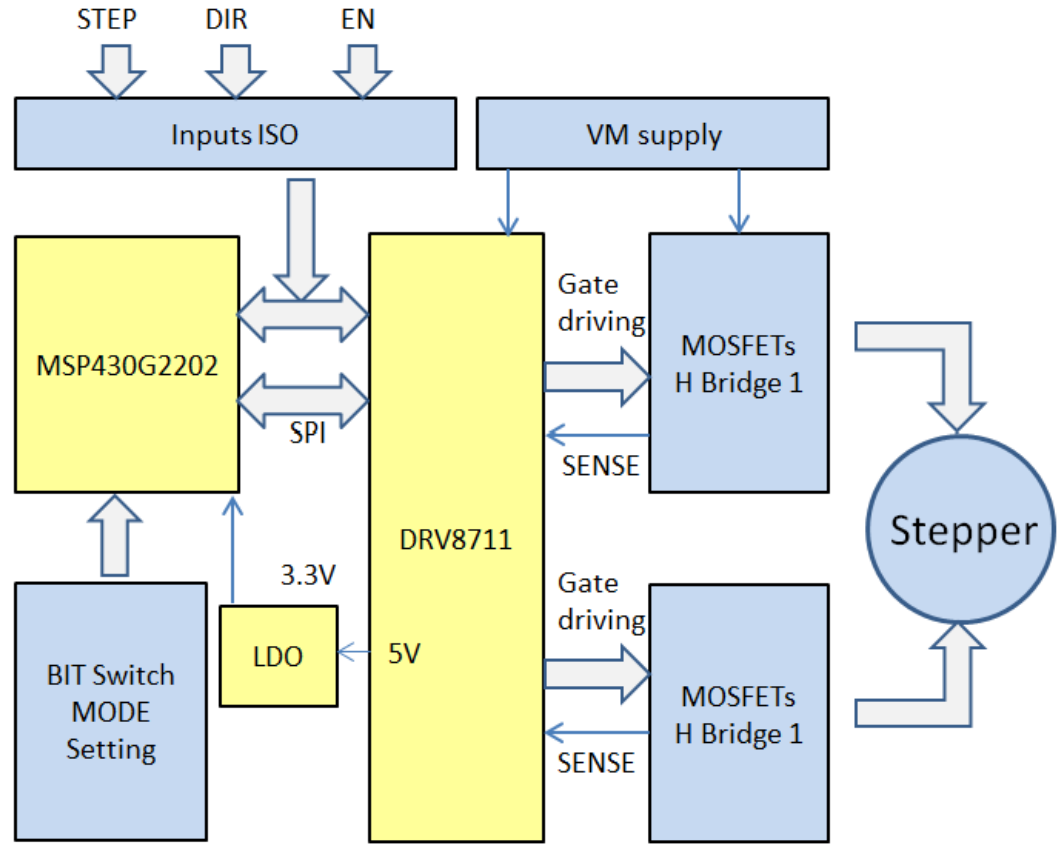 STEP DIR EN
Inputs ISO
VM supply
MSP430G2202
SPI
DRV8711
Gate
driving
MOSFETs
H Bridge 1
SENSE
Stepper
3.3V
LDO
5V
BIT Switch
MODE
Setting
Gate
driving
MOSFETs
H Bridge 1
SENSE